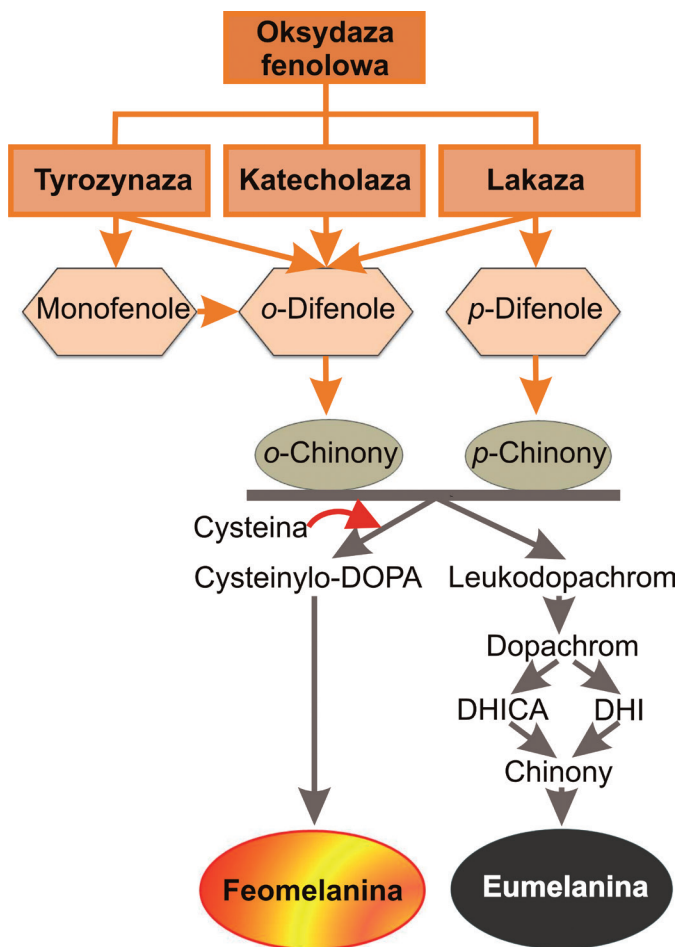 Oksydaza
fenolowa
Tyrozynaza
Katecholaza
Lakaza
Monofenole
o-Difenole
p-Difenole
o-Chinony
p-Chinony
Cysteina
Cysteinylo-DOPA
Leukodopachrom
Dopachrom
DHICA
DHI
Chinony
Feomelanina
Eumelanina